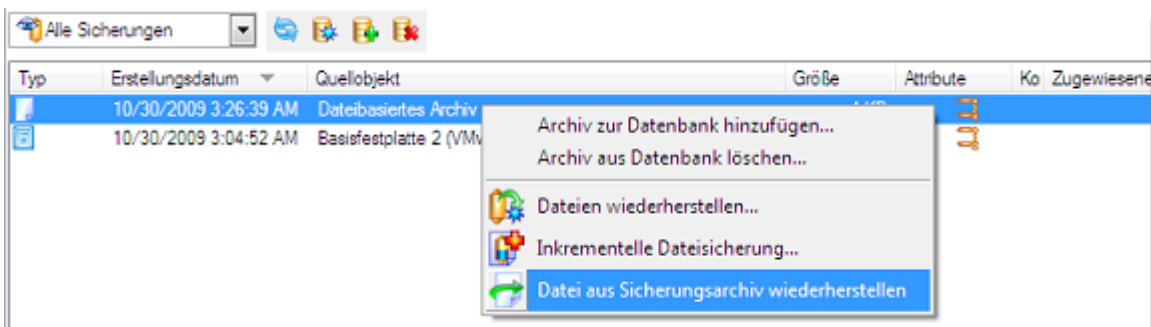 Alle Sicherungen
Typ Erstellungsdatum Quellobjekt Größe Attribute Ko Zugewiesene
10/30/2009 3:26:39 AM Dateibasiertes Archiv
10/30/2009 3:04:52 AM Basisfestplatte 2 (VMw
Archiv zur Datenbank hinzufügen...
Archiv aus Datenbank löschen...
Dateien wiederherstellen...
Inkrementelle Dateisicherung...
Datei aus Sicherungsarchiv wiederherstellen